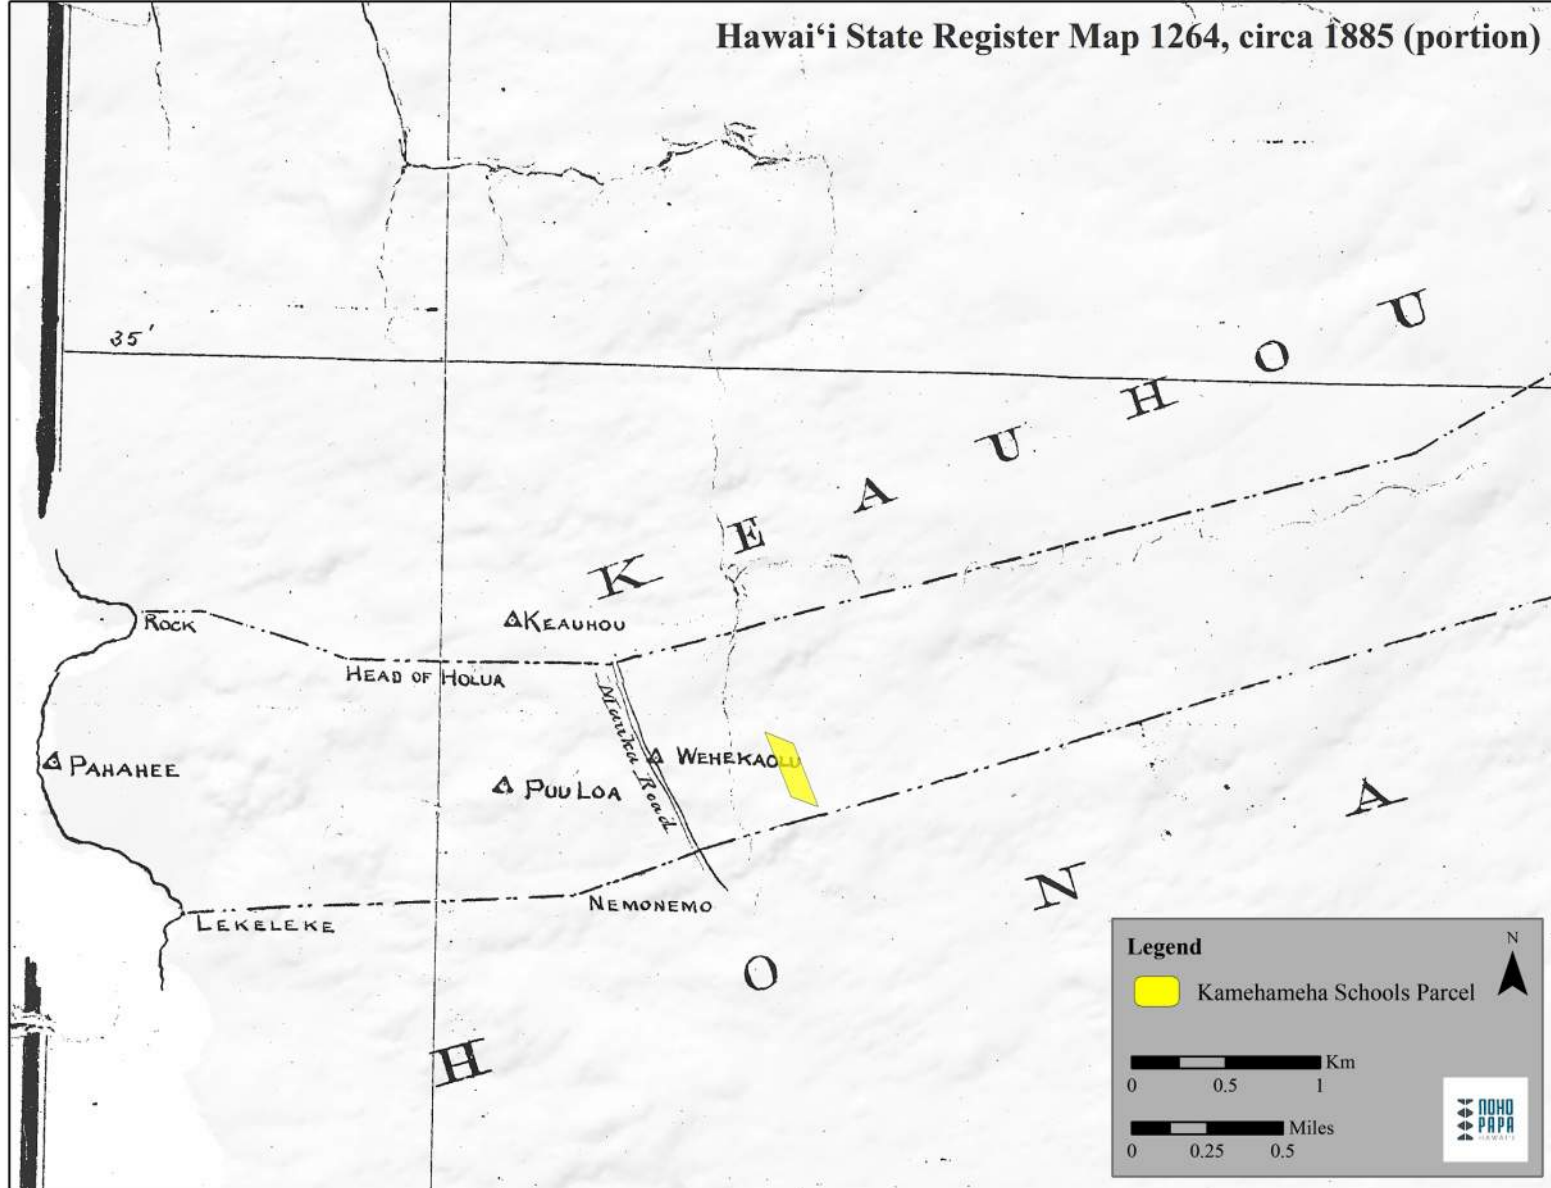 Hawaiʻi State Register Map 1264, circa 1885 (portion)
35'
KEAUHOU
ROCK
KEAUHOU
HEAD OF HOLUA
Mauka Road
PAHAHEE
PUU LOA
WEHEKAOLU
NEMONEMO
LEKELEKE
HONA
Legend
N
Kamehameha Schools Parcel
Km
0 0.5 1
Miles
0 0.25 0.5
NOHO
PAPA
HAWAIʻI